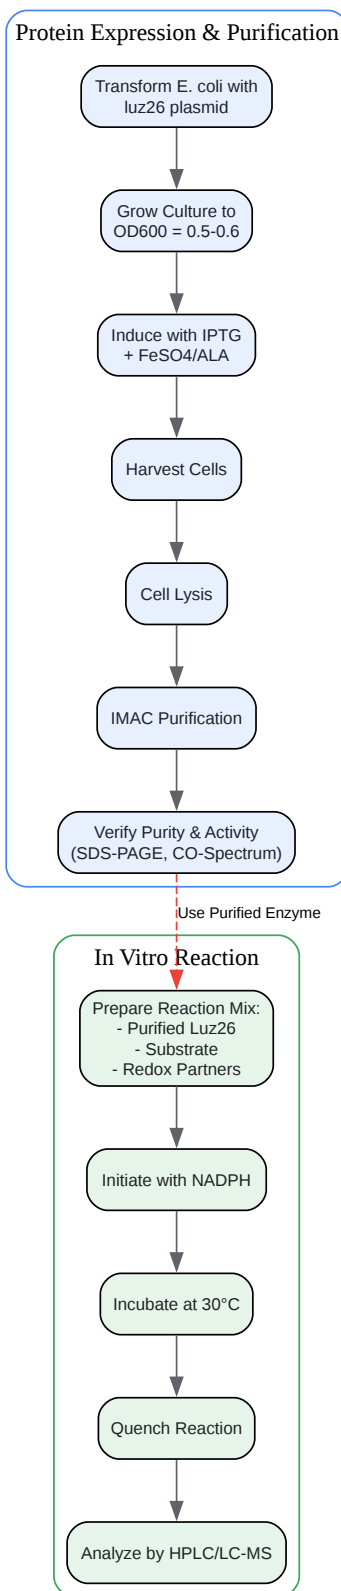 Protein Expression & Purification
Transform E. coli with
luz26 plasmid
Grow Culture to
OD600 = 0.5-0.6
Induce with IPTG
+ FeSO4/ALA
Harvest Cells
Cell Lysis
IMAC Purification
Verify Purity & Activity
(SDS-PAGE, CO-Spectrum)
Use Purified Enzyme
In Vitro Reaction
Prepare Reaction Mix:
- Purified Luz26
- Substrate
- Redox Partners
Initiate with NADPH
Incubate at 30°C
Quench Reaction
Analyze by HPLC/LC-MS